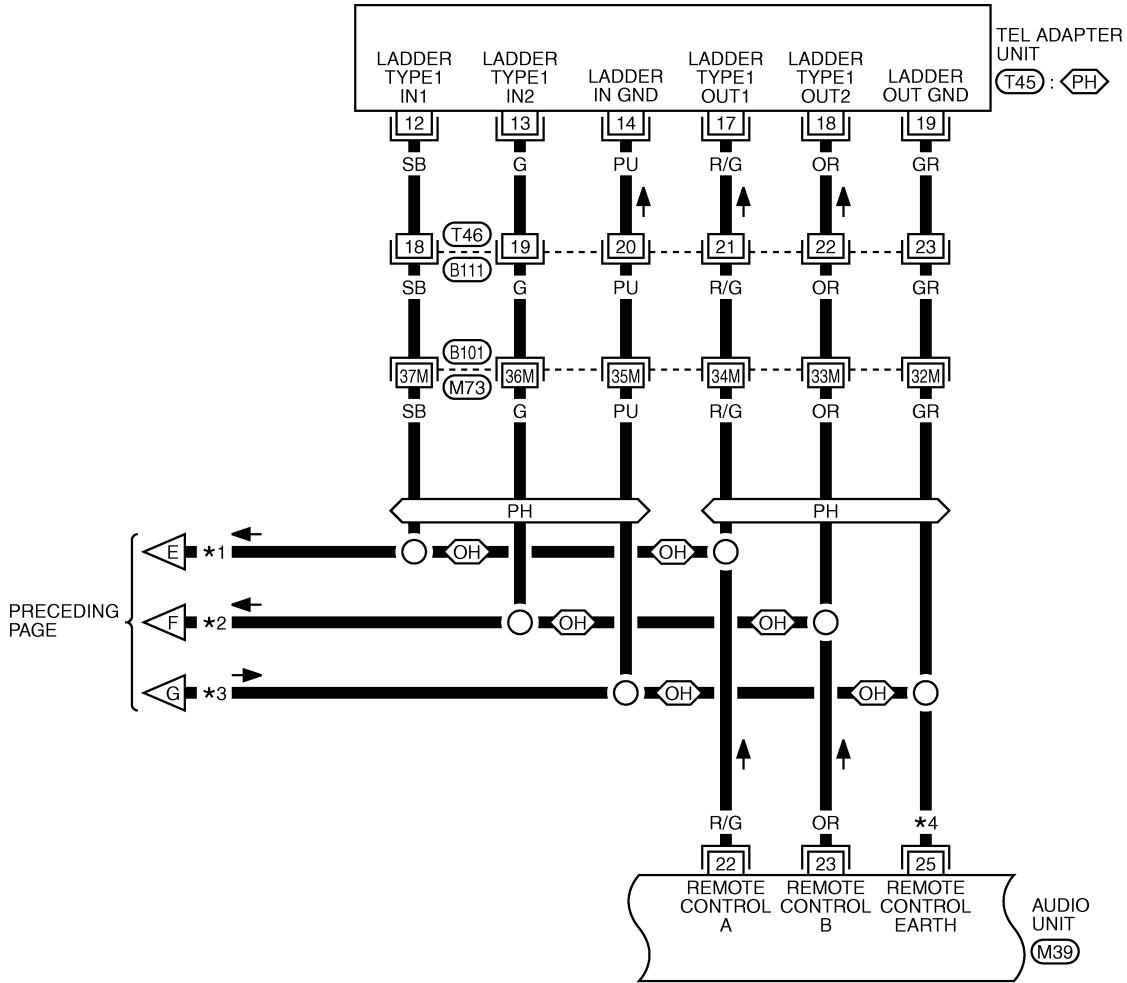 TEL ADAPTER
UNIT
T45 : PH
LADDER
TYPE1
IN1
LADDER
TYPE1
IN2
LADDER
IN GND
LADDER
TYPE1
OUT1
LADDER
TYPE1
OUT2
LADDER
OUT GND
12 13 14 17 18 19
SB G PU R/G OR GR
T46
18 19 20 21 22 23
B111
SB G PU R/G OR GR
B101
37M 36M 35M 34M 33M 32M
M73
SB G PU R/G OR GR
PH PH
E *1 OH OH
PRECEDING
PAGE
F *2 OH OH
G *3 OH OH
R/G OR *4
22 23 25
REMOTE
CONTROL
A
REMOTE
CONTROL
B
REMOTE
CONTROL
EARTH
AUDIO
UNIT
M39